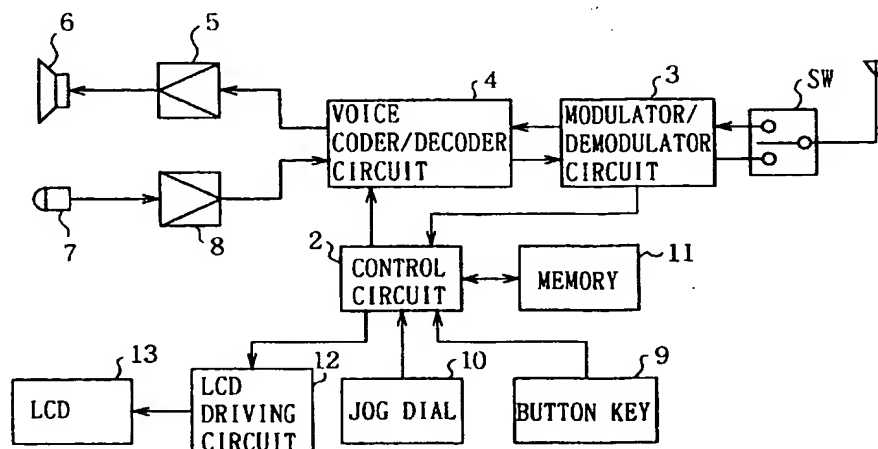 6
5
4
3
SW
VOICE
CODER/DECODER
CIRCUIT
MODULATOR/
DEMODULATOR
CIRCUIT
7
8
2
CONTROL
CIRCUIT
11
MEMORY
13
LCD
12
LCD
DRIVING
CIRCUIT
10
JOG DIAL
9
BUTTON KEY